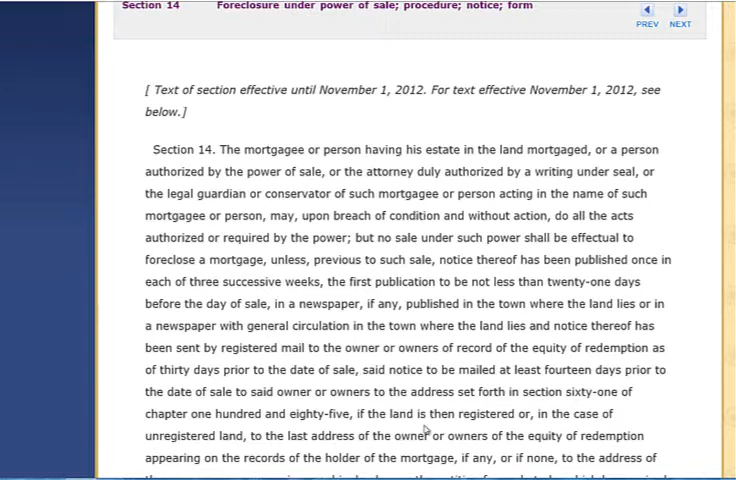 Section 14 Foreclosure under power of sale; procedure; notice; form
PREV NEXT
[ Text of section effective until November 1, 2012. For text effective November 1, 2012, see
below.]
Section 14. The mortgagee or person having his estate in the land mortgaged, or a person
authorized by the power of sale, or the attorney duly authorized by a writing under seal, or
the legal guardian or conservator of such mortgagee or person acting in the name of such
mortgagee or person, may, upon breach of condition and without action, do all the acts
authorized or required by the power; but no sale under such power shall be effectual to
foreclose a mortgage, unless, previous to such sale, notice thereof has been published once in
each of three successive weeks, the first publication to be not less than twenty-one days
before the day of sale, in a newspaper, if any, published in the town where the land lies or in
a newspaper with general circulation in the town where the land lies and notice thereof has
been sent by registered mail to the owner or owners of record of the equity of redemption as
of thirty days prior to the date of sale, said notice to be mailed at least fourteen days prior to
the date of sale to said owner or owners to the address set forth in section sixty-one of
chapter one hundred and eighty-five, if the land is then registered or, in the case of
unregistered land, to the last address of the owner or owners of the equity of redemption
appearing on the records of the holder of the mortgage, if any, or if none, to the address of